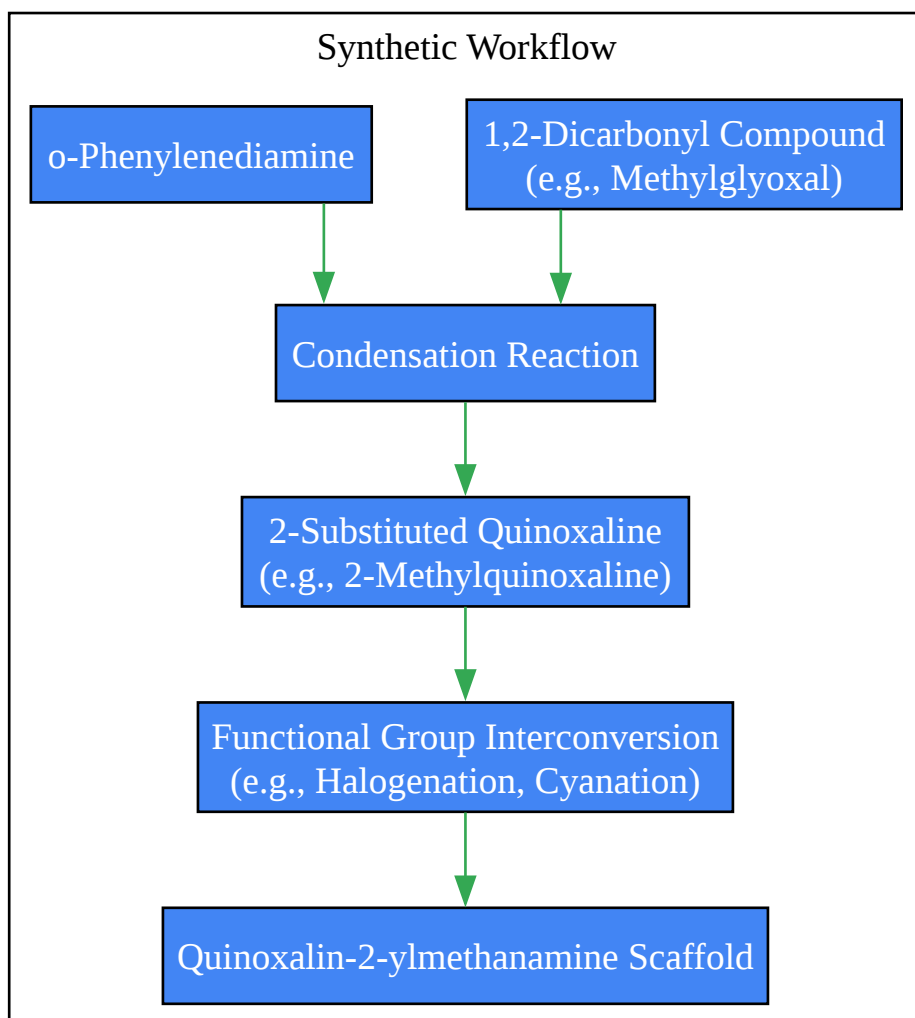 Synthetic Workflow
o-Phenylenediamine
1,2-Dicarbonyl Compound
(e.g., Methylglyoxal)
Condensation Reaction
2-Substituted Quinoxaline
(e.g., 2-Methylquinoxaline)
Functional Group Interconversion
(e.g., Halogenation, Cyanation)
Quinoxalin-2-ylmethanamine Scaffold